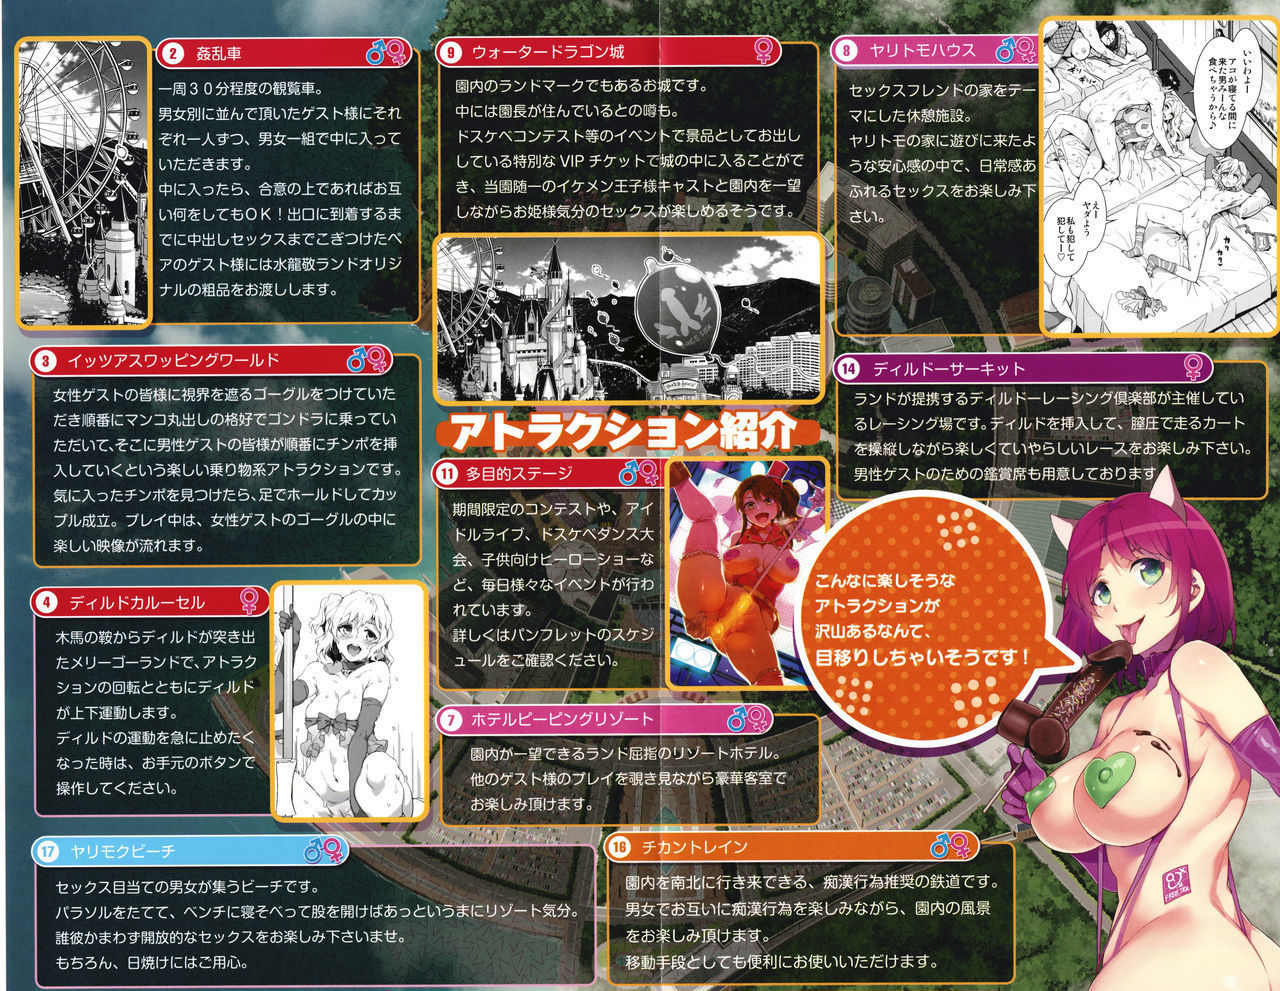 2 姦乱車
一周30分程度の観覧車。
男女別に並んで頂いたゲスト様にそれ
ぞれ一人ずつ、男女一組で中に入って
いただきます。
中に入ったら、合意の上であればお互
い何をしてもOK！出口に到着するま
でに中出しセックスまでこぎつけたペ
アのゲスト様には水龍敬ランドオリジ
ナルの粗品をお渡しします。
3 イッツアスワッピングワールド
女性ゲストの皆様に視界を遮るゴーグルをつけていた
だき順番にマンコ丸出しの格好でゴンドラに乗ってい
ただいて、そこに男性ゲストの皆様が順番にチンポを挿
入していくという楽しい乗り物系アトラクションです。
気に入ったチンポを見つけたら、足でホールドしてカッ
プル成立。プレイ中は、女性ゲストのゴーグルの中に
楽しい映像が流れます。
4 ディルドカルーセル
木馬の鞍からディルドが突き出
たメリーゴーランドで、アトラク
ションの回転とともにディルド
が上下運動します。
ディルドの運動を急に止めたく
なった時は、お手元のボタンで
操作してください。
17 ヤリモクビーチ
セックス目当ての男女が集うビーチです。
パラソルをたてて、ベンチに寝そべって股を開けばあっというまにリゾート気分。
誰彼かまわず開放的なセックスをお楽しみ下さいませ。
もちろん、日焼けにはご用心。
9 ウォータードラゴン城
園内のランドマークでもあるお城です。
中には園長が住んでいるとの噂も。
ドスケベコンテスト等のイベントで景品としてお出し
している特別なVIPチケットで城の中に入ることがで
き、当園随一のイケメン王子様キャストと園内を一望
しながらお姫様気分のセックスが楽しめるそうです。
アトラクション紹介
11 多目的ステージ
期間限定のコンテストや、アイ
ドルライブ、ドスケベダンス大
会、子供向けヒーローショーな
ど、毎日様々なイベントが行わ
れています。
詳しくはパンフレットのスケジ
ュールをご確認ください。
7 ホテルピーピングリゾート
園内が一望できるランド屈指のリゾートホテル。
他のゲスト様のプレイを覗き見ながら豪華客室で
お楽しみ頂けます。
16 チカントレイン
園内を南北に行き来できる、痴漢行為推奨の鉄道です。
男女でお互いに痴漢行為を楽しみながら、園内の風景
をお楽しみ頂けます。
移動手段としても便利にお使いいただけます。
8 ヤリトモハウス
セックスフレンドの家をテー
マにした休憩施設。
ヤリトモの家に遊びに来たよ
うな安心感の中で、日常感あ
ふれるセックスをお楽しみ下
さい。
いいわよー
アコが寝てる間に
来た男みーんな
食べちゃうから♪
えー
ヤダよう
私も犯して
犯してー♡
14 ディルドーサーキット
ランドが提携するディルドーレーシング倶楽部が主催してい
るレーシング場です。ディルドを挿入して、膣圧で走るカート
を操縦しながら楽しくていやらしいレースをお楽しみ下さい。
男性ゲストのための鑑賞席も用意しております。
こんなに楽しそうな
アトラクションが
沢山あるなんて、
目移りしちゃいそうです！